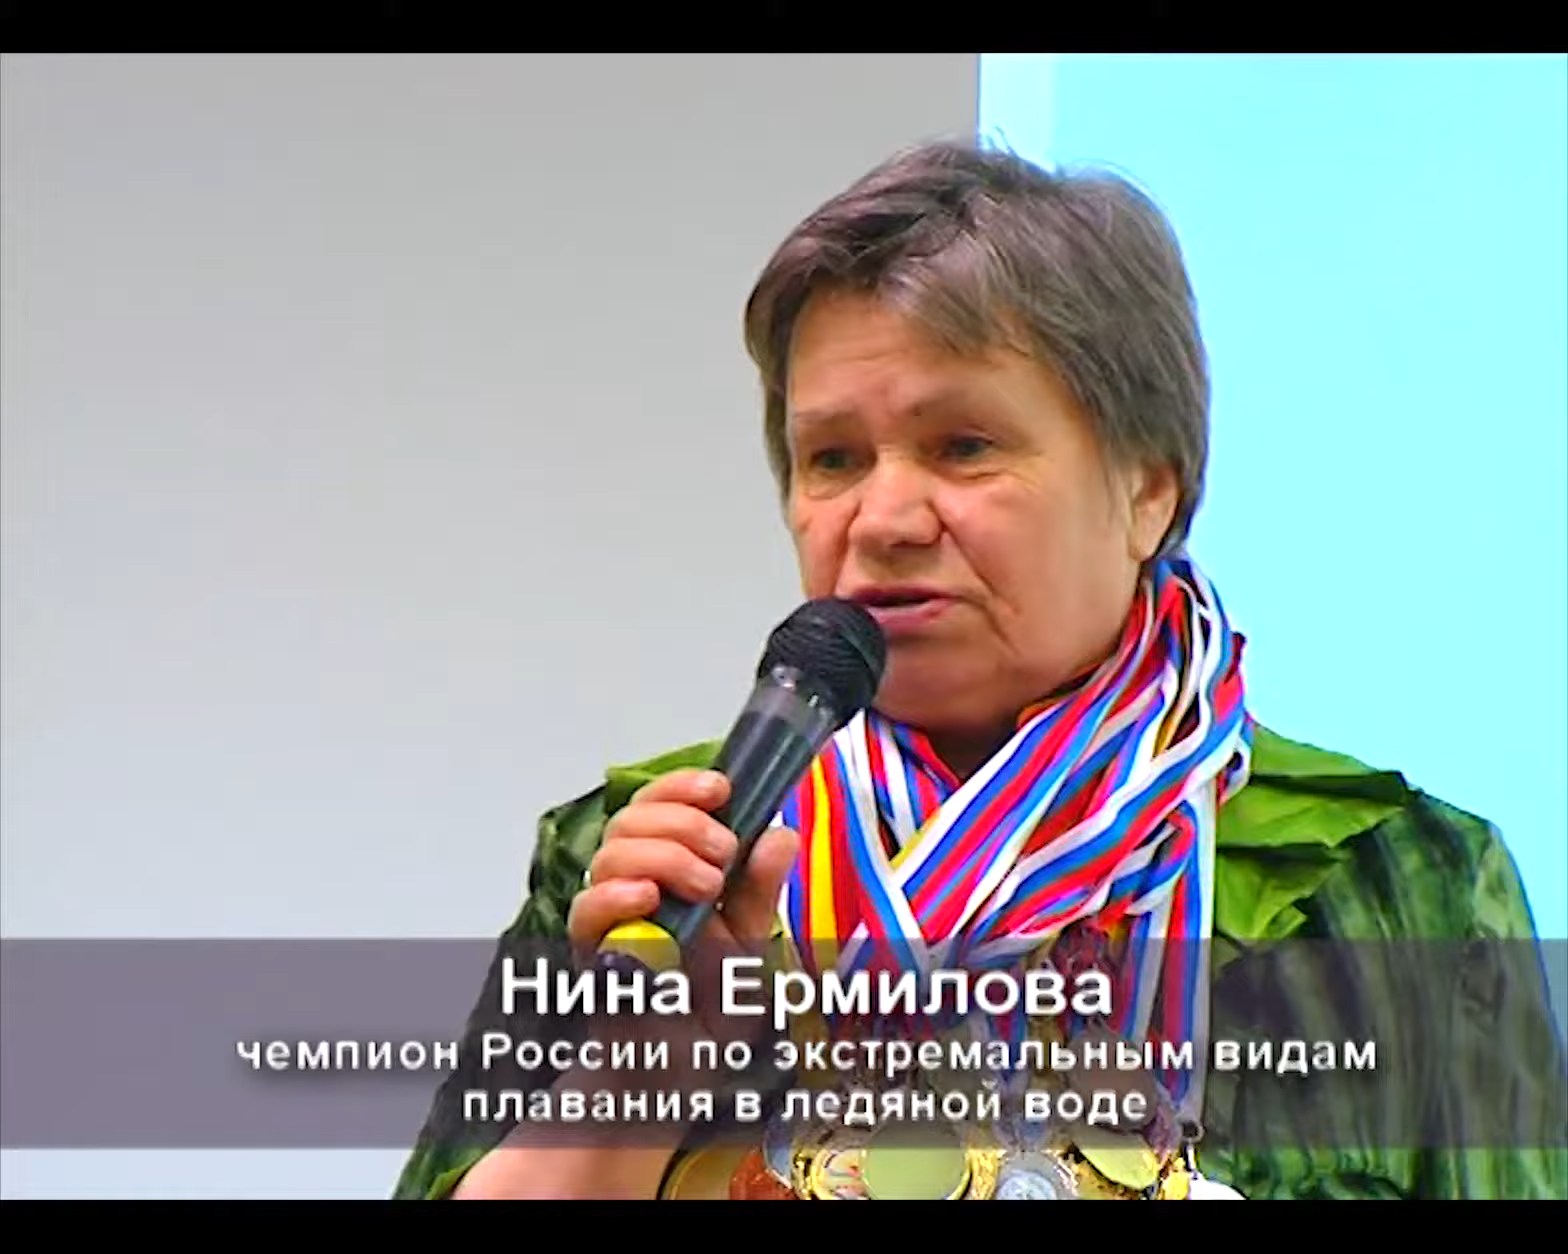 Нина Ермилова
чемпион России по экстремальным видам
плавания в ледяной воде